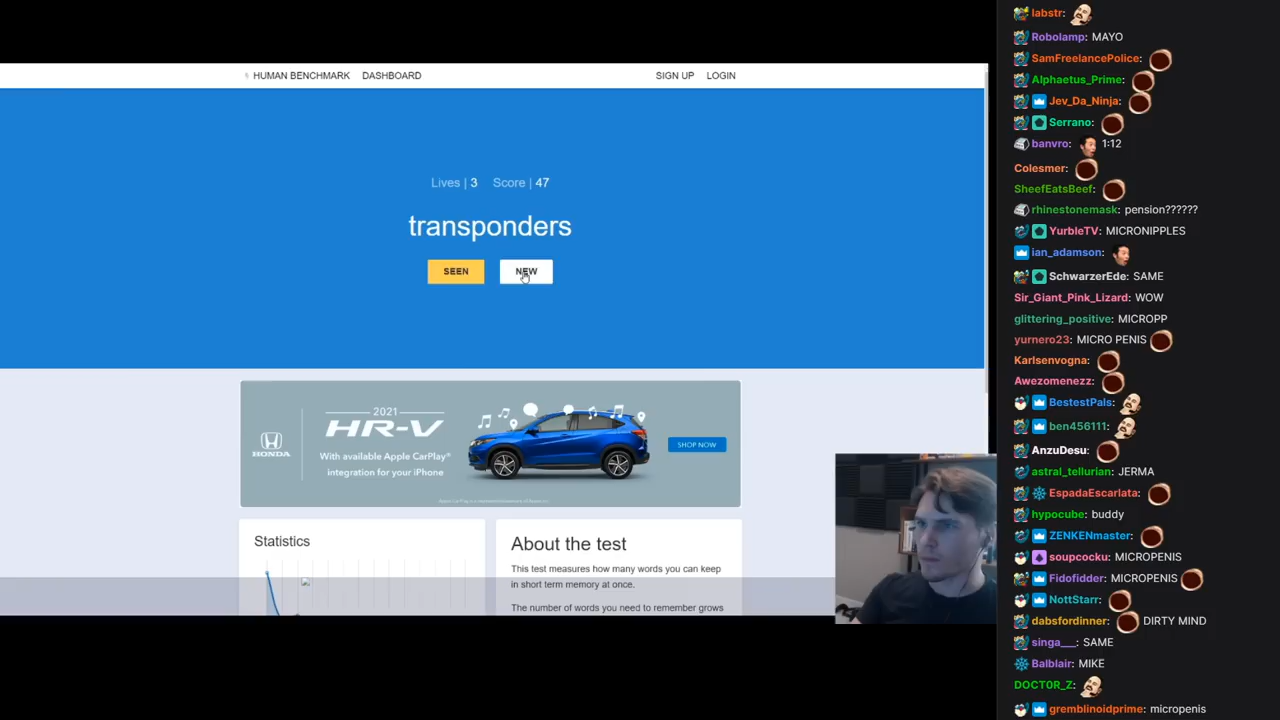 HUMAN BENCHMARK DASHBOARD SIGN UP LOGIN
Lives | 3 Score | 47
transponders
SEEN NEW
HONDA
2021
HR-V
With available Apple CarPlay®
integration for your iPhone
SHOP NOW
Statistics
About the test
This test measures how many words you can keep
in short term memory at once.
The number of words you need to remember grows
labstr:
Robolamp: MAYO
SamFreelancePolice:
Alphaetus_Prime:
Jev_Da_Ninja:
Serrano:
banvro: 1:12
Colesmer:
SheefEatsBeef:
rhinestonemask: pension??????
YurbleTV: MICRONIPPLES
ian_adamson:
SchwarzerEde: SAME
Sir_Giant_Pink_Lizard: WOW
glittering_positive: MICROPP
yurnero23: MICRO PENIS
Karlsenvogna:
Awezomenezz:
BestestPals:
ben456111:
AnzuDesu:
astral_tellurian: JERMA
EspadaEscarlata:
hypocube: buddy
ZENKENmaster:
soupcocku: MICROPENIS
Fidofidder: MICROPENIS
NottStarr:
dabsfordinner: DIRTY MIND
singa___: SAME
Balblair: MIKE
DOCT0R_Z:
gremblinoidprime: micropenis